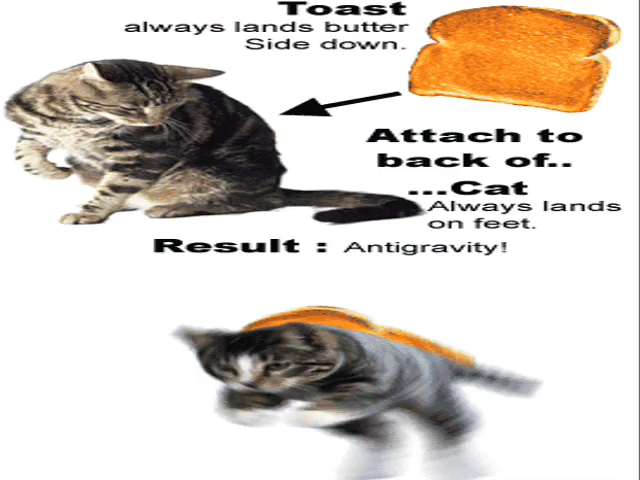 Toast
always lands butter
Side down.
Attach to
back of..
...Cat
Always lands
on feet.
Result : Antigravity!